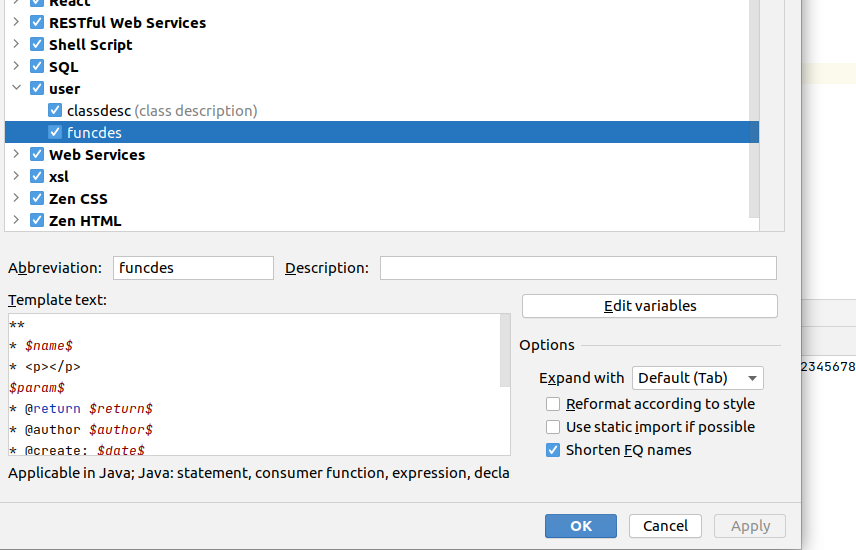 React
RESTful Web Services
Shell Script
SQL
user
classdesc (class description)
funcdes
Web Services
xsl
Zen CSS
Zen HTML
Abbreviation: funcdes Description:
Template text:
Edit variables
**
* $name$
* <p></p>
$param$
* @return $return$
* @author $author$
* @create: $date$
Options
Expand with Default (Tab)
Reformat according to style
Use static import if possible
Shorten FQ names
2345678
Applicable in Java; Java: statement, consumer function, expression, decla
OK Cancel Apply